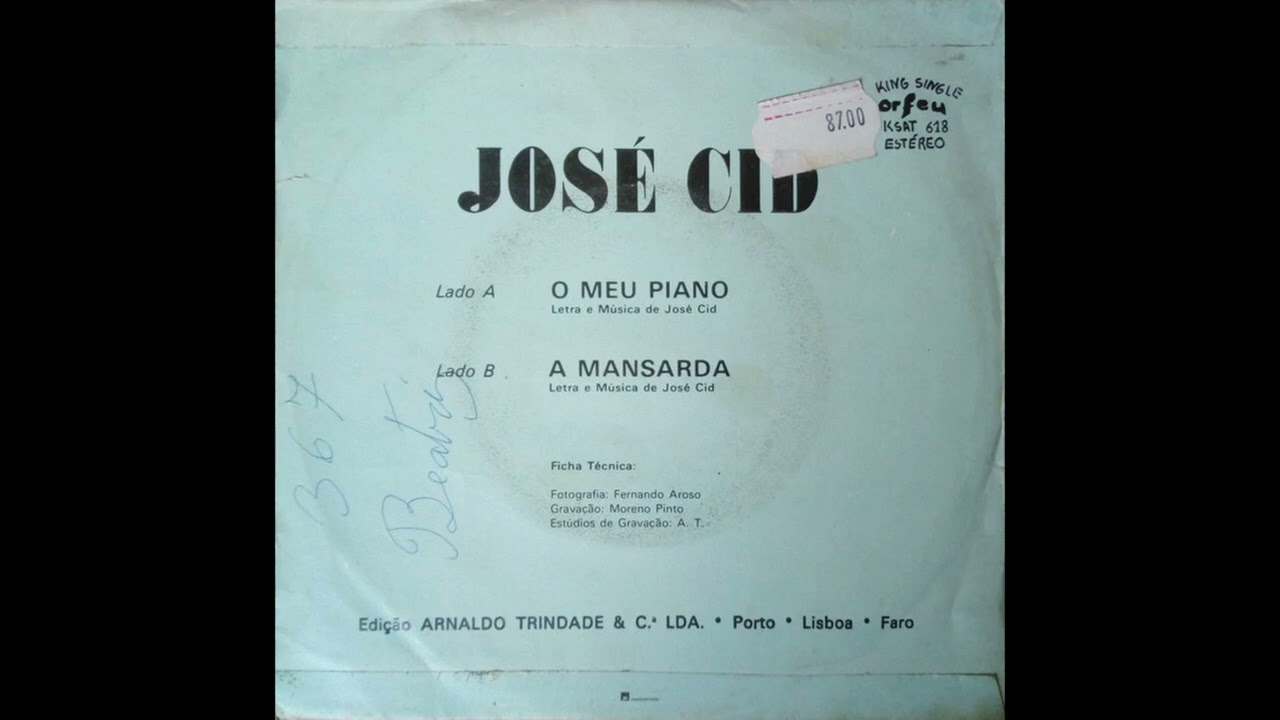 KING SINGLE
orfeu
KSAT 618
ESTÉREO
87.00
JOSÉ CID
Lado A O MEU PIANO
Letra e Música de José Cid
Lado B A MANSARDA
Letra e Música de José Cid
367
Beatriz
Ficha Técnica:
Fotografia: Fernando Aroso
Gravação: Moreno Pinto
Estúdios de Gravação: A. T.
Edição ARNALDO TRINDADE & C.ª LDA. • Porto • Lisboa • Faro